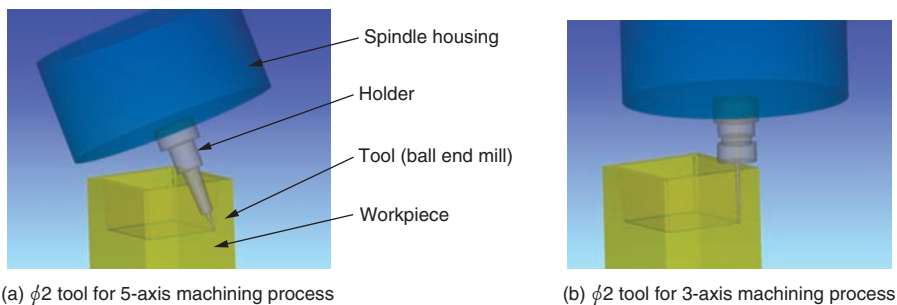 Spindle housing
Holder
Tool (ball end mill)
Workpiece
(a) ϕ2 tool for 5-axis machining process
(b) ϕ2 tool for 3-axis machining process